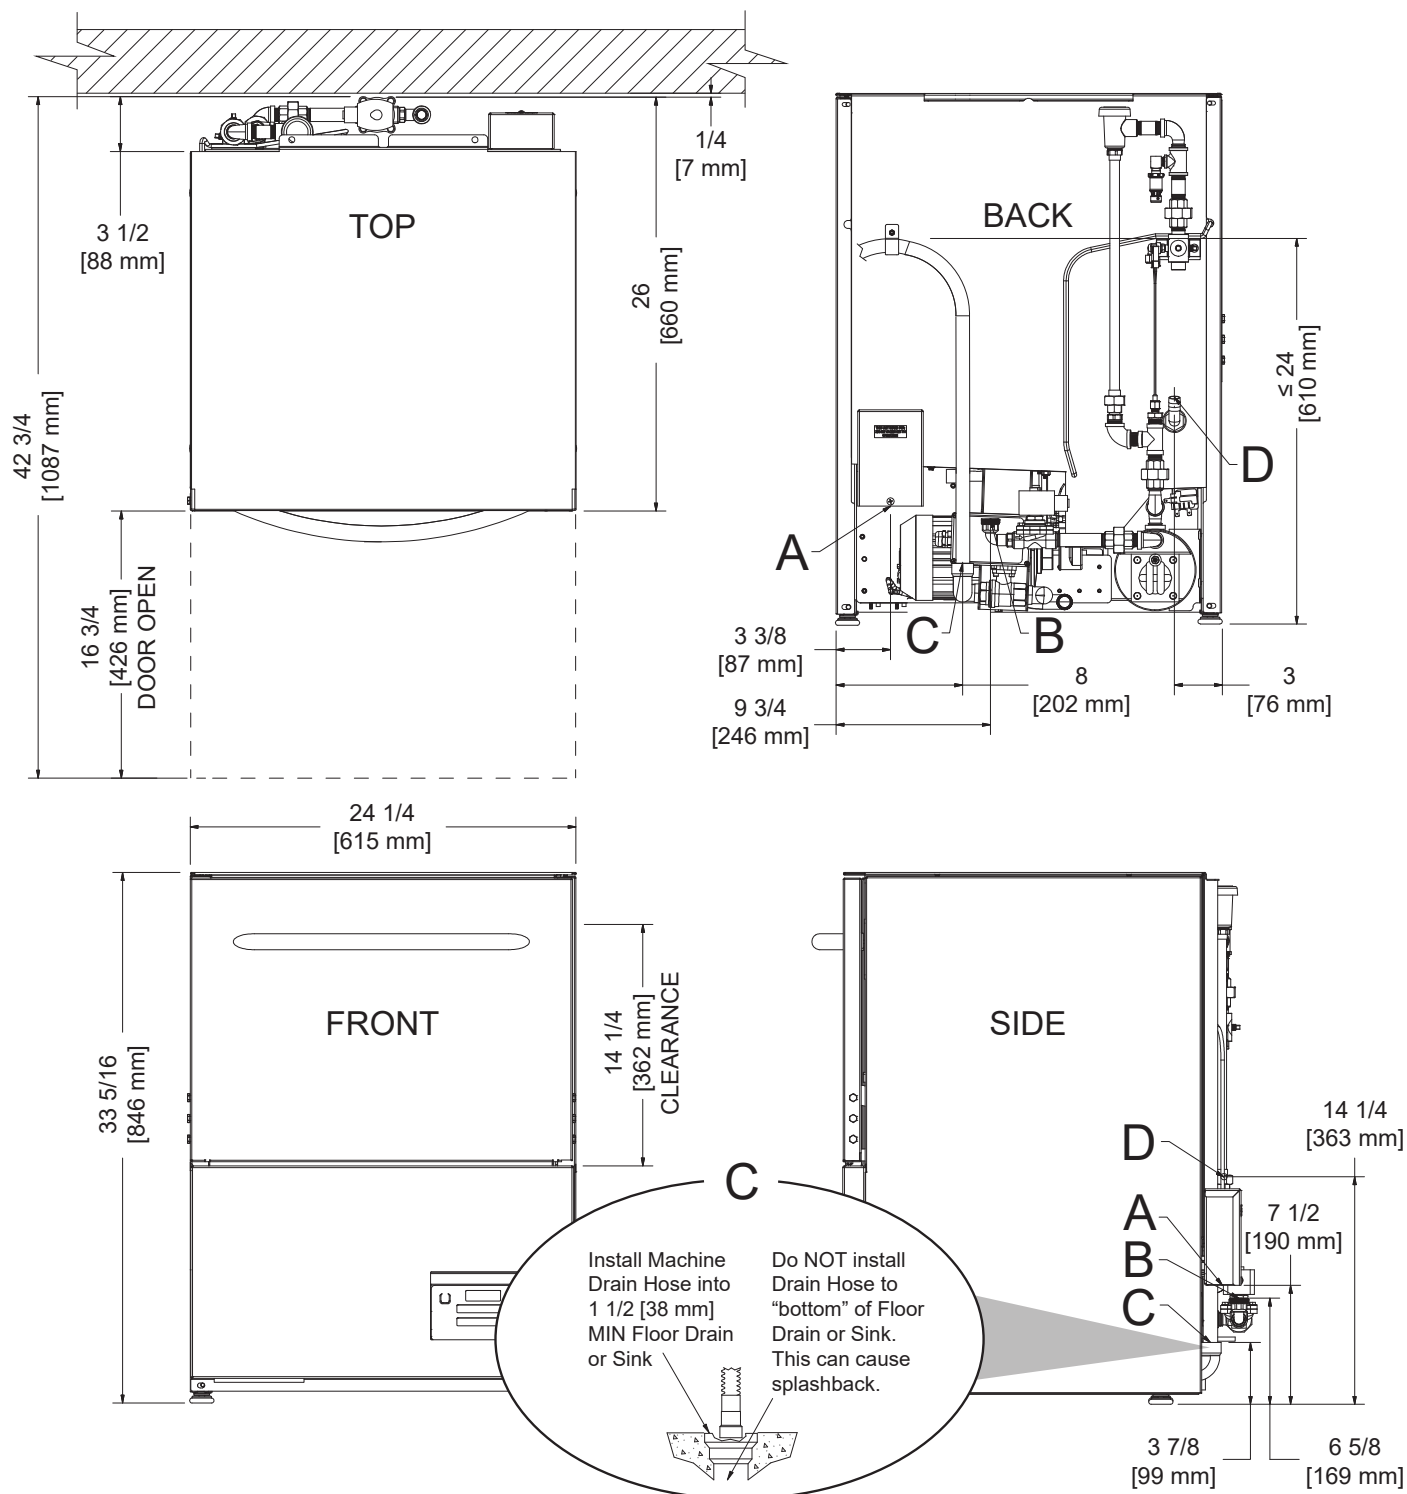 TOP
1/4
[7 mm]
3 1/2
[88 mm]
26
[660 mm]
42 3/4
[1087 mm]
16 3/4
[426 mm]
DOOR OPEN
BACK
≤ 24
[610 mm]
D
A
C
B
3 3/8
[87 mm]
8
[202 mm]
3
[76 mm]
9 3/4
[246 mm]
24 1/4
[615 mm]
FRONT
33 5/16
[846 mm]
14 1/4
[362 mm]
CLEARANCE
C
Install Machine
Drain Hose into
1 1/2 [38 mm]
MIN Floor Drain
or Sink
Do NOT install
Drain Hose to
“bottom” of Floor
Drain or Sink.
This can cause
splashback.
SIDE
14 1/4
[363 mm]
D
A
B
C
7 1/2
[190 mm]
3 7/8
[99 mm]
6 5/8
[169 mm]